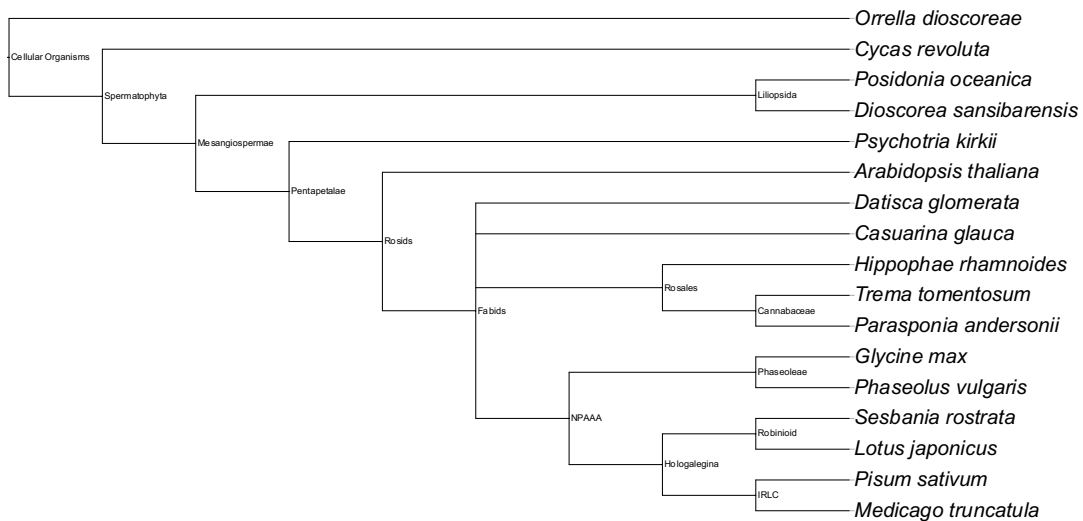 Orrella dioscoreae
Cellular Organisms
Cycas revoluta
Posidonia oceanica
Spermatophyta
Liliopsida
Dioscorea sansibarensis
Mesangiospermae
Psychotria kirkii
Arabidopsis thaliana
Pentapetalae
Datisca glomerata
Casuarina glauca
Rosids
Hippophae rhamnoides
Rosales
Trema tomentosum
Fabids
Cannabaceae
Parasponia andersonii
Glycine max
Phaseoleae
Phaseolus vulgaris
Sesbania rostrata
NPAAA
Robinioid
Lotus japonicus
Hologalegina
Pisum sativum
IRLC
Medicago truncatula